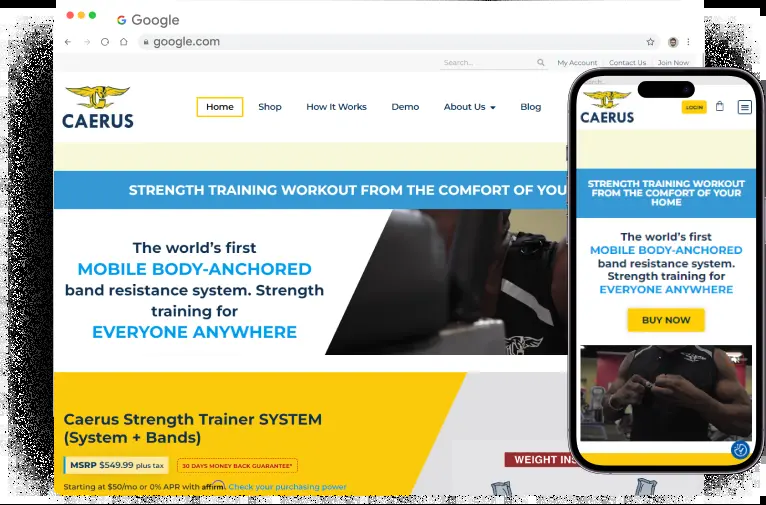 Google
google.com
Search...
My Account
Contact Us
Join Now
CAERUS
Home
Shop
How It Works
Demo
About Us
Blog
STRENGTH TRAINING WORKOUT FROM THE COMFORT OF YOU
The world's first
MOBILE BODY-ANCHORED
band resistance system. Strength
training for
EVERYONE ANYWHERE
Caerus Strength Trainer SYSTEM
(System + Bands)
MSRP $549.99 plus tax
30 DAYS MONEY BACK GUARANTEE*
Starting at $50/mo or 0% APR with affirm. Check your purchasing power
WEIGHT INS
CAERUS
LOGIN
STRENGTH TRAINING WORKOUT
FROM THE COMFORT OF YOUR
HOME
The world's first
MOBILE BODY-ANCHORED
band resistance system.
Strength training for
EVERYONE ANYWHERE
BUY NOW